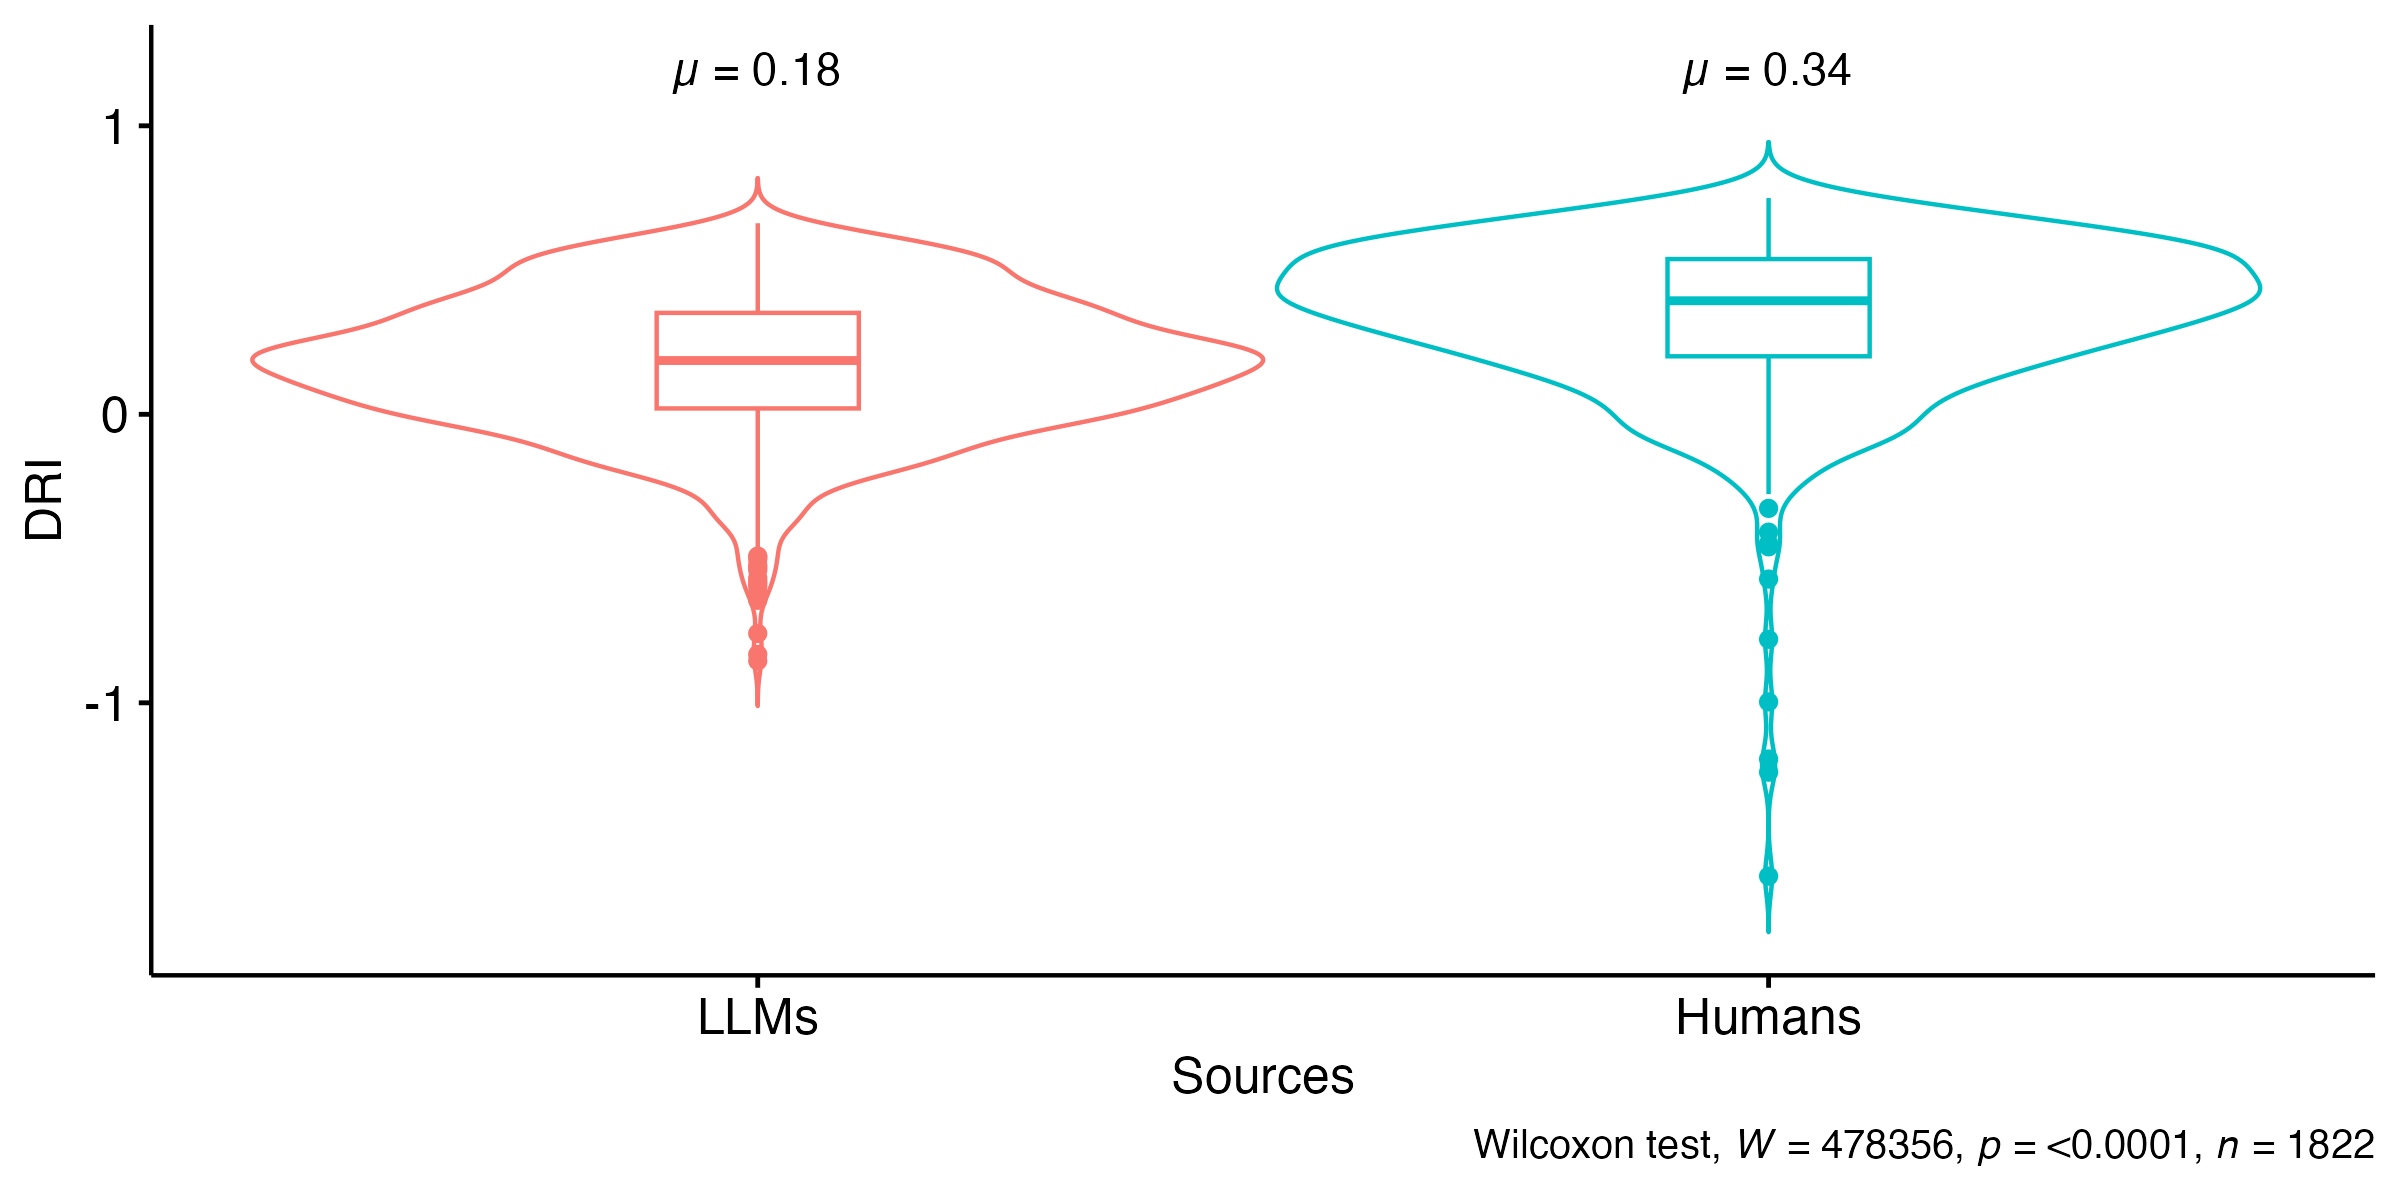 μ = 0.18
μ = 0.34
1
0
-1
DRI
LLMs
Humans
Sources
Wilcoxon test, W = 478356, p = <0.0001, n = 1822